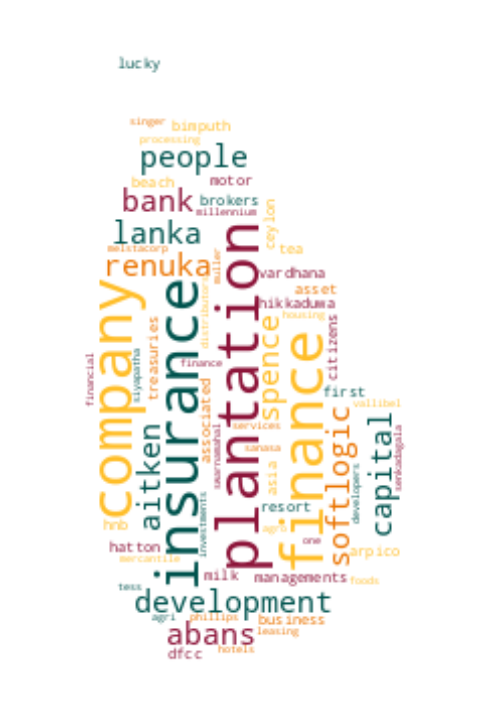 lucky
singer
bimputh
processing
people
beach
motor
bank
brokers
millennium
lanka
ceylon
tea
melstacorp
renuka
muller
vardhana
asset
company
insurance
plantation
hikkaduwa
distributors
housing
spence
finance
citizens
treasuries
siyapatha
financial
finance
associated
first
vallibel
softlogic
capital
senkadagala
aitken
swarnamahal
services
sanasa
asia
developers
investments
resort
hnb
agro
one
hatton
mercantile
arpico
milk
managements
foods
tess
development
agri
phillips
business
abans
leasing
dfcc
hotels